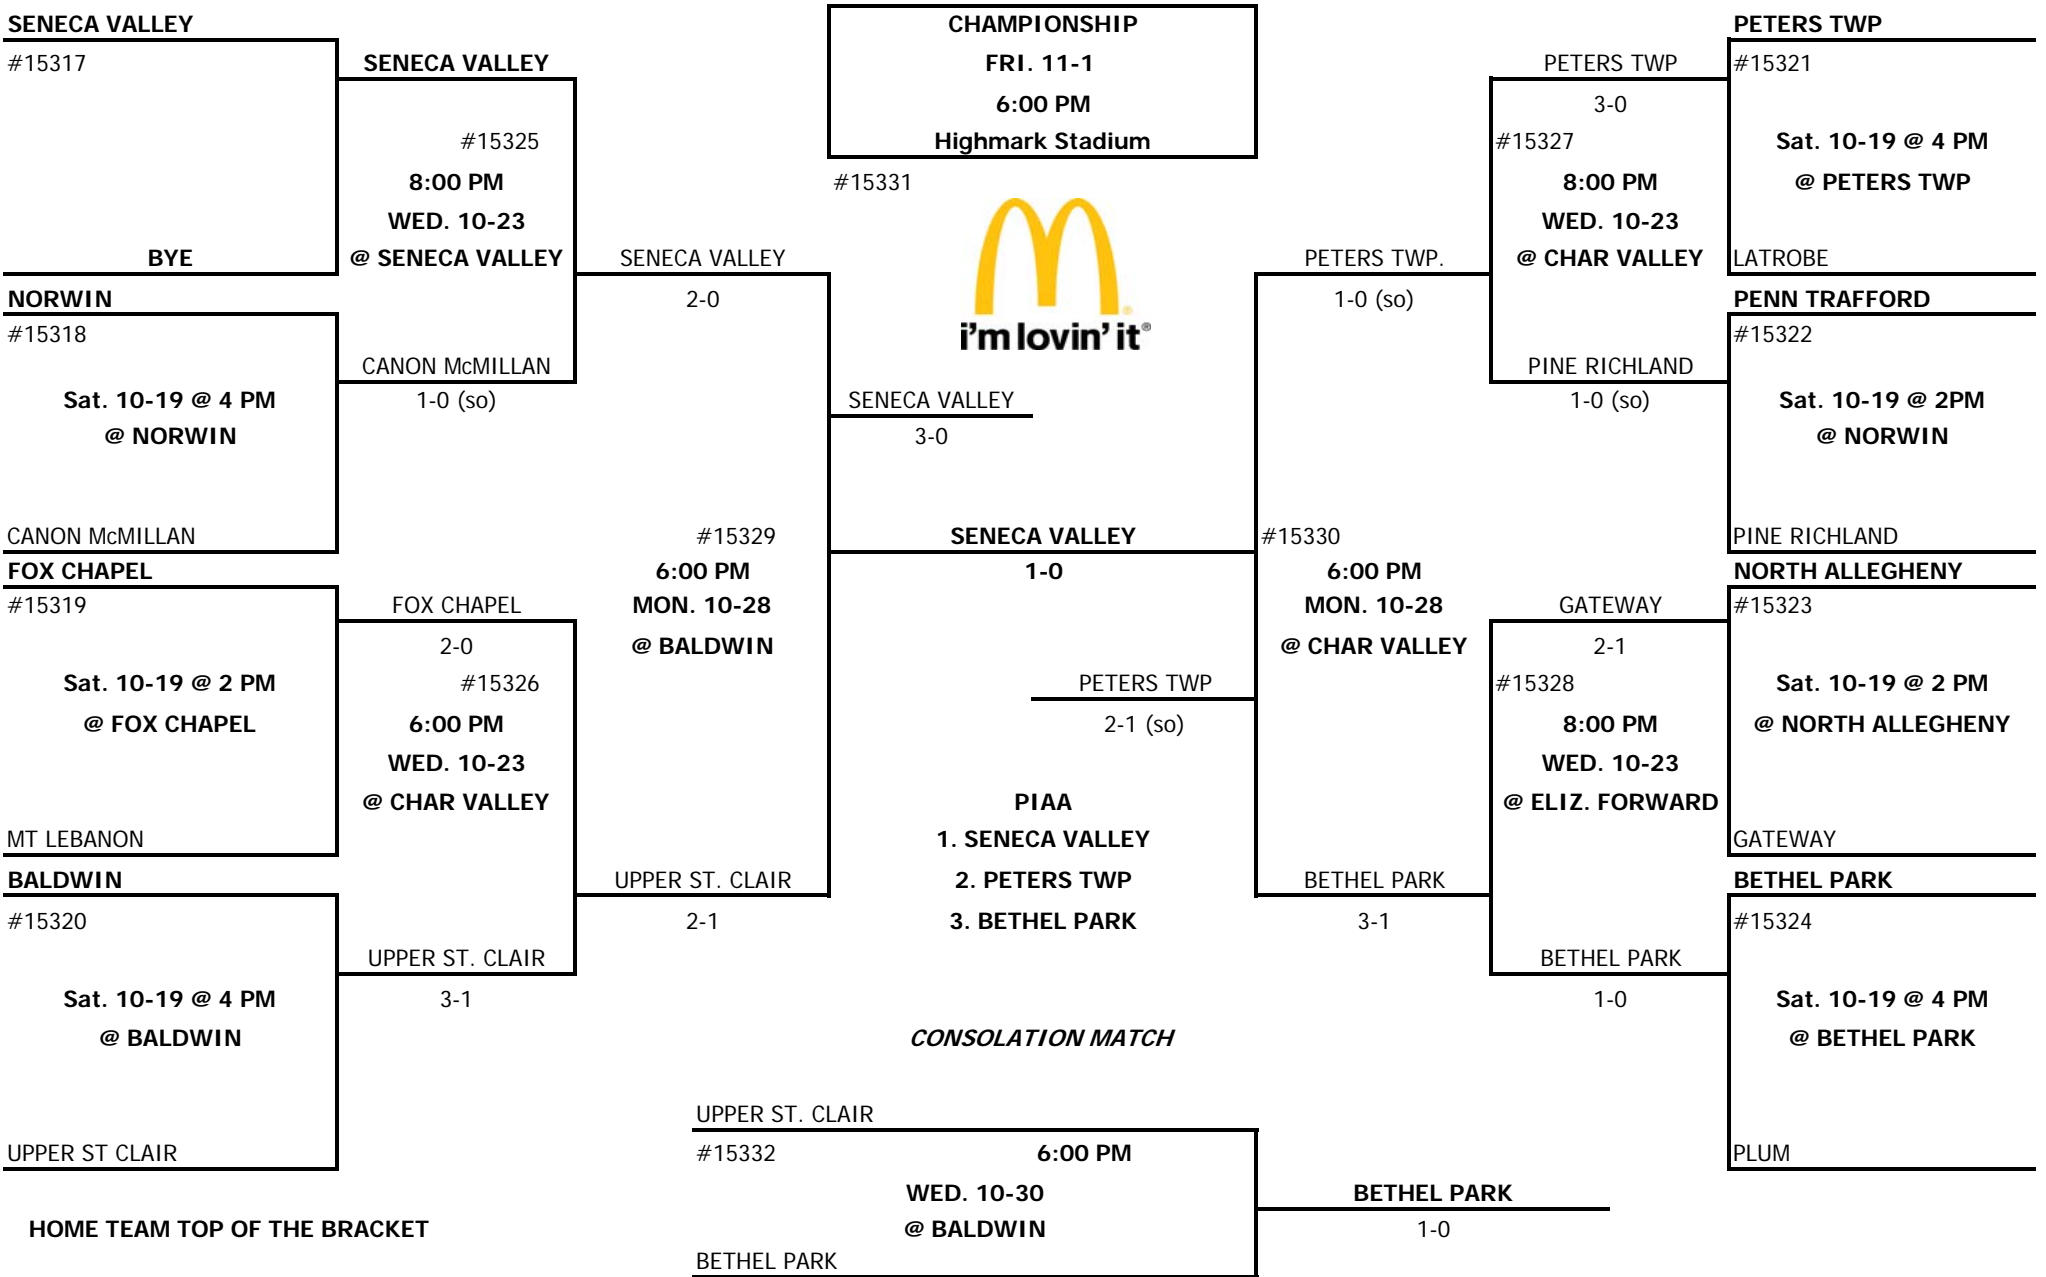 SENECA VALLEY
#15317
BYE
NORWIN
#15318
Sat. 10-19 @ 4 PM
@ NORWIN
CANON McMILLAN
FOX CHAPEL
#15319
Sat. 10-19 @ 2 PM
@ FOX CHAPEL
MT LEBANON
BALDWIN
#15320
Sat. 10-19 @ 4 PM
@ BALDWIN
UPPER ST CLAIR
SENECA VALLEY
#15325
8:00 PM
WED. 10-23
@ SENECA VALLEY
CANON McMILLAN
1-0 (so)
FOX CHAPEL
2-0
#15326
6:00 PM
WED. 10-23
@ CHAR VALLEY
UPPER ST. CLAIR
3-1
SENECA VALLEY
2-0
#15329
6:00 PM
MON. 10-28
@ BALDWIN
UPPER ST. CLAIR
2-1
CHAMPIONSHIP
FRI. 11-1
6:00 PM
Highmark Stadium
#15331
i'm lovin' it®
SENECA VALLEY
3-0
SENECA VALLEY
1-0
PETERS TWP
2-1 (so)
PIAA
1. SENECA VALLEY
2. PETERS TWP
3. BETHEL PARK
PETERS TWP.
1-0 (so)
#15330
6:00 PM
MON. 10-28
@ CHAR VALLEY
BETHEL PARK
3-1
PETERS TWP
3-0
#15327
8:00 PM
WED. 10-23
@ CHAR VALLEY
PINE RICHLAND
1-0 (so)
GATEWAY
2-1
#15328
8:00 PM
WED. 10-23
@ ELIZ. FORWARD
BETHEL PARK
1-0
PETERS TWP
#15321
Sat. 10-19 @ 4 PM
@ PETERS TWP
LATROBE
PENN TRAFFORD
#15322
Sat. 10-19 @ 2PM
@ NORWIN
PINE RICHLAND
NORTH ALLEGHENY
#15323
Sat. 10-19 @ 2 PM
@ NORTH ALLEGHENY
GATEWAY
BETHEL PARK
#15324
Sat. 10-19 @ 4 PM
@ BETHEL PARK
PLUM
CONSOLATION MATCH
UPPER ST. CLAIR
#15332 6:00 PM
WED. 10-30
@ BALDWIN
BETHEL PARK
BETHEL PARK
1-0
HOME TEAM TOP OF THE BRACKET